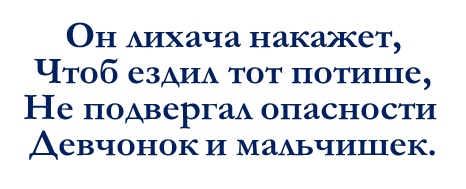 Он лихача накажет,
Чтоб ездил тот потише,
Не подвергал опасности
Девчонок и мальчишек.